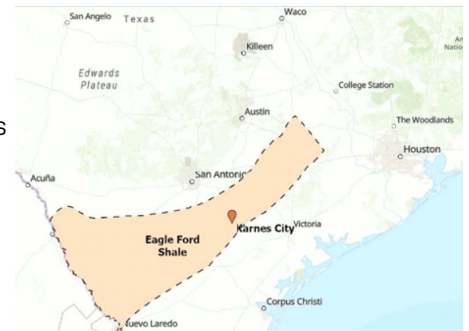 Waco
San Angelo
Texas
Killeen
Edwards
Plateau
College Station
Austin
The Woodlands
Houston
San Antonio
Acuña
Karnes City
Victoria
Eagle Ford
Shale
Corpus Christi
Nuevo Laredo